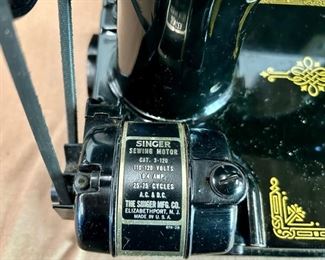 SINGER
SEWING MOTOR
CAT. 3-120
110-120 VOLTS
0.4 AMP.
25-75 CYCLES
A.C. & D.C.
THE SINGER MFG. CO.
ELIZABETHPORT, N. J.
MADE IN U. S. A.